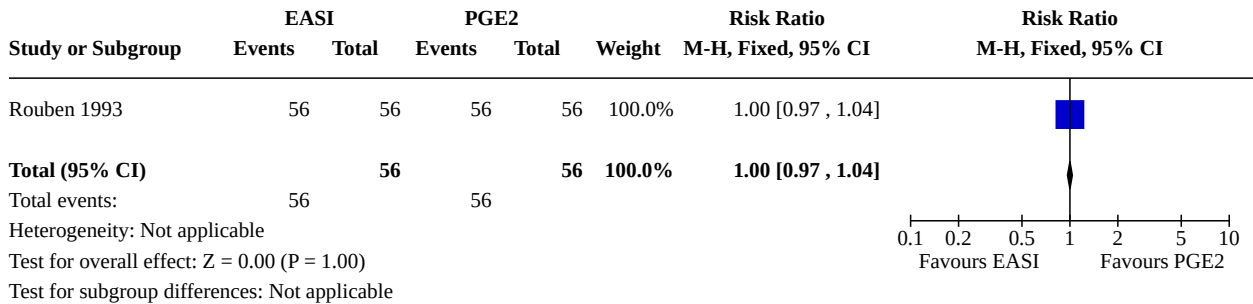 EASI PGE2 Risk Ratio Risk Ratio
Study or Subgroup Events Total Events Total Weight M-H, Fixed, 95% CI M-H, Fixed, 95% CI
Rouben 1993 56 56 56 56 100.0% 1.00 [0.97 , 1.04]
Total (95% CI) 56 56 100.0% 1.00 [0.97 , 1.04]
Total events: 56 56
Heterogeneity: Not applicable
0.1 0.2 0.5 1 2 5 10
Test for overall effect: Z = 0.00 (P = 1.00)
Favours EASI Favours PGE2
Test for subgroup differences: Not applicable